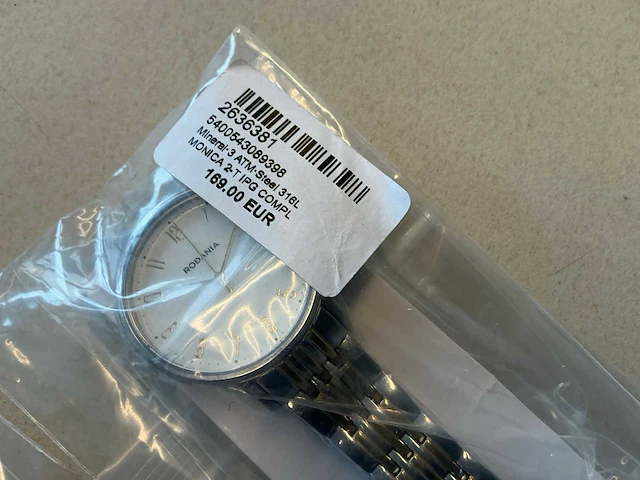 2636381
5400543089398
Mineral-3 ATM-Steel 316L
MONICA 2-T IPG COMPL
169.00 EUR
RODANIA